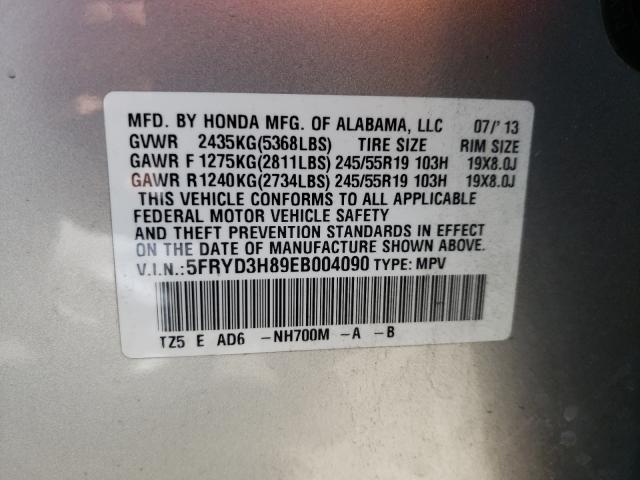 MFD. BY HONDA MFG. OF ALABAMA, LLC 07/'13
GVWR 2435KG(5368LBS) TIRE SIZE RIM SIZE
GAWR F 1275KG(2811LBS) 245/55R19 103H 19X8.0J
GAWR R 1240KG(2734LBS) 245/55R19 103H 19X8.0J
THIS VEHICLE CONFORMS TO ALL APPLICABLE
FEDERAL MOTOR VEHICLE SAFETY
AND THEFT PREVENTION STANDARDS IN EFFECT
ON THE DATE OF MANUFACTURE SHOWN ABOVE.
V.I.N.:5FRYD3H89EB004090 TYPE: MPV
TZ5 E AD6 -NH700M -A -B